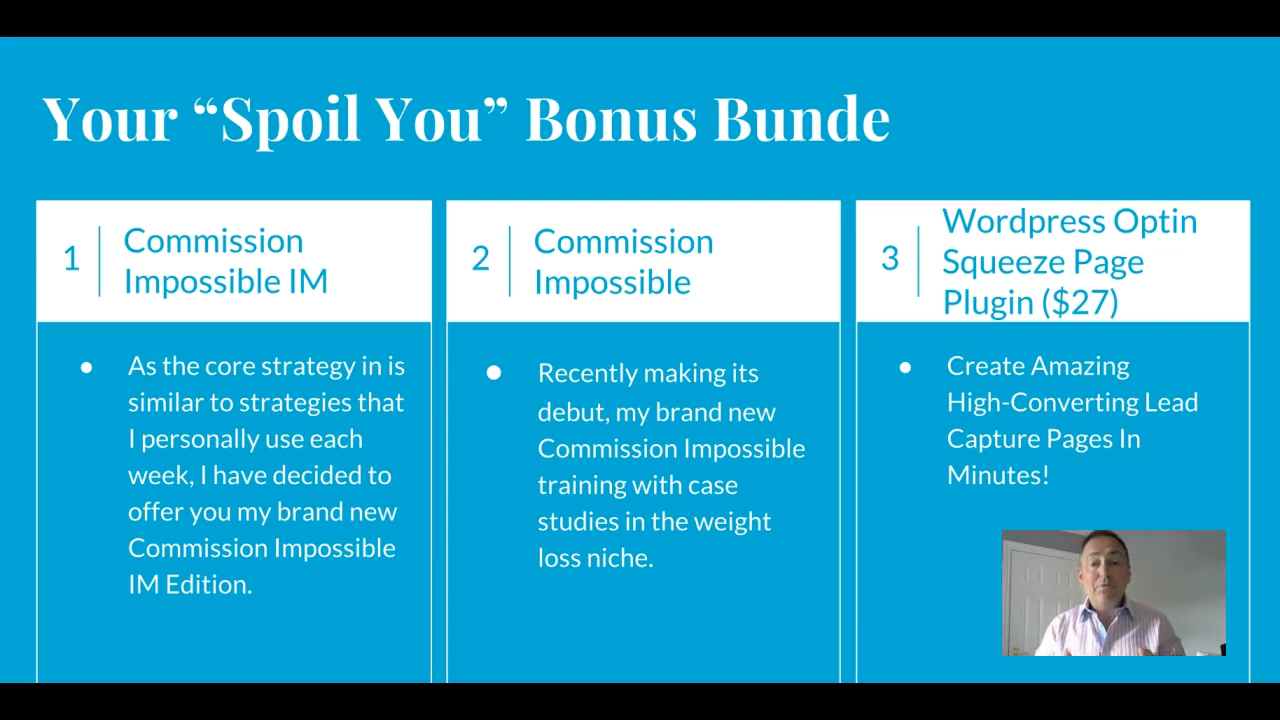 Your “Spoil You” Bonus Bunde
1
Commission
Impossible IM
● As the core strategy in is
similar to strategies that
I personally use each
week, I have decided to
offer you my brand new
Commission Impossible
IM Edition.
2
Commission
Impossible
● Recently making its
debut, my brand new
Commission Impossible
training with case
studies in the weight
loss niche.
3
Wordpress Optin
Squeeze Page
Plugin ($27)
● Create Amazing
High-Converting Lead
Capture Pages In
Minutes!